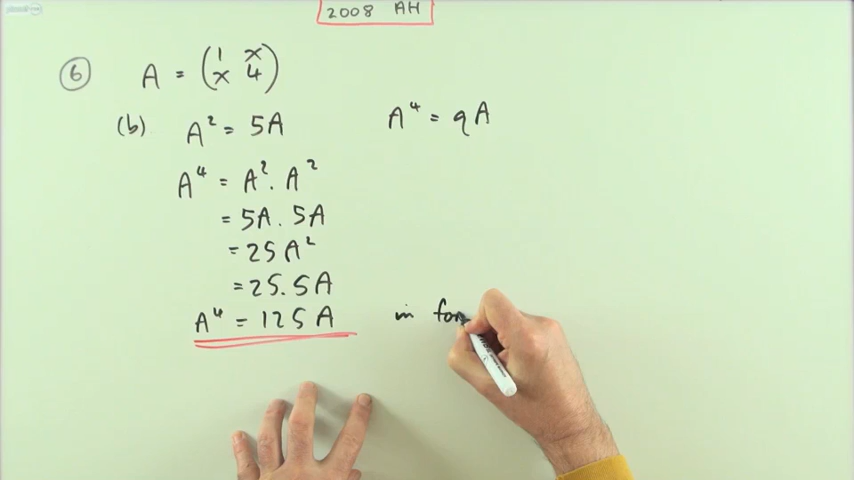 2008 AH
6 A = (1 x
x 4)
(b) A² = 5A A⁴ = qA
A⁴ = A² . A²
= 5A . 5A
= 25A²
= 25.5A
A⁴ = 125A in for